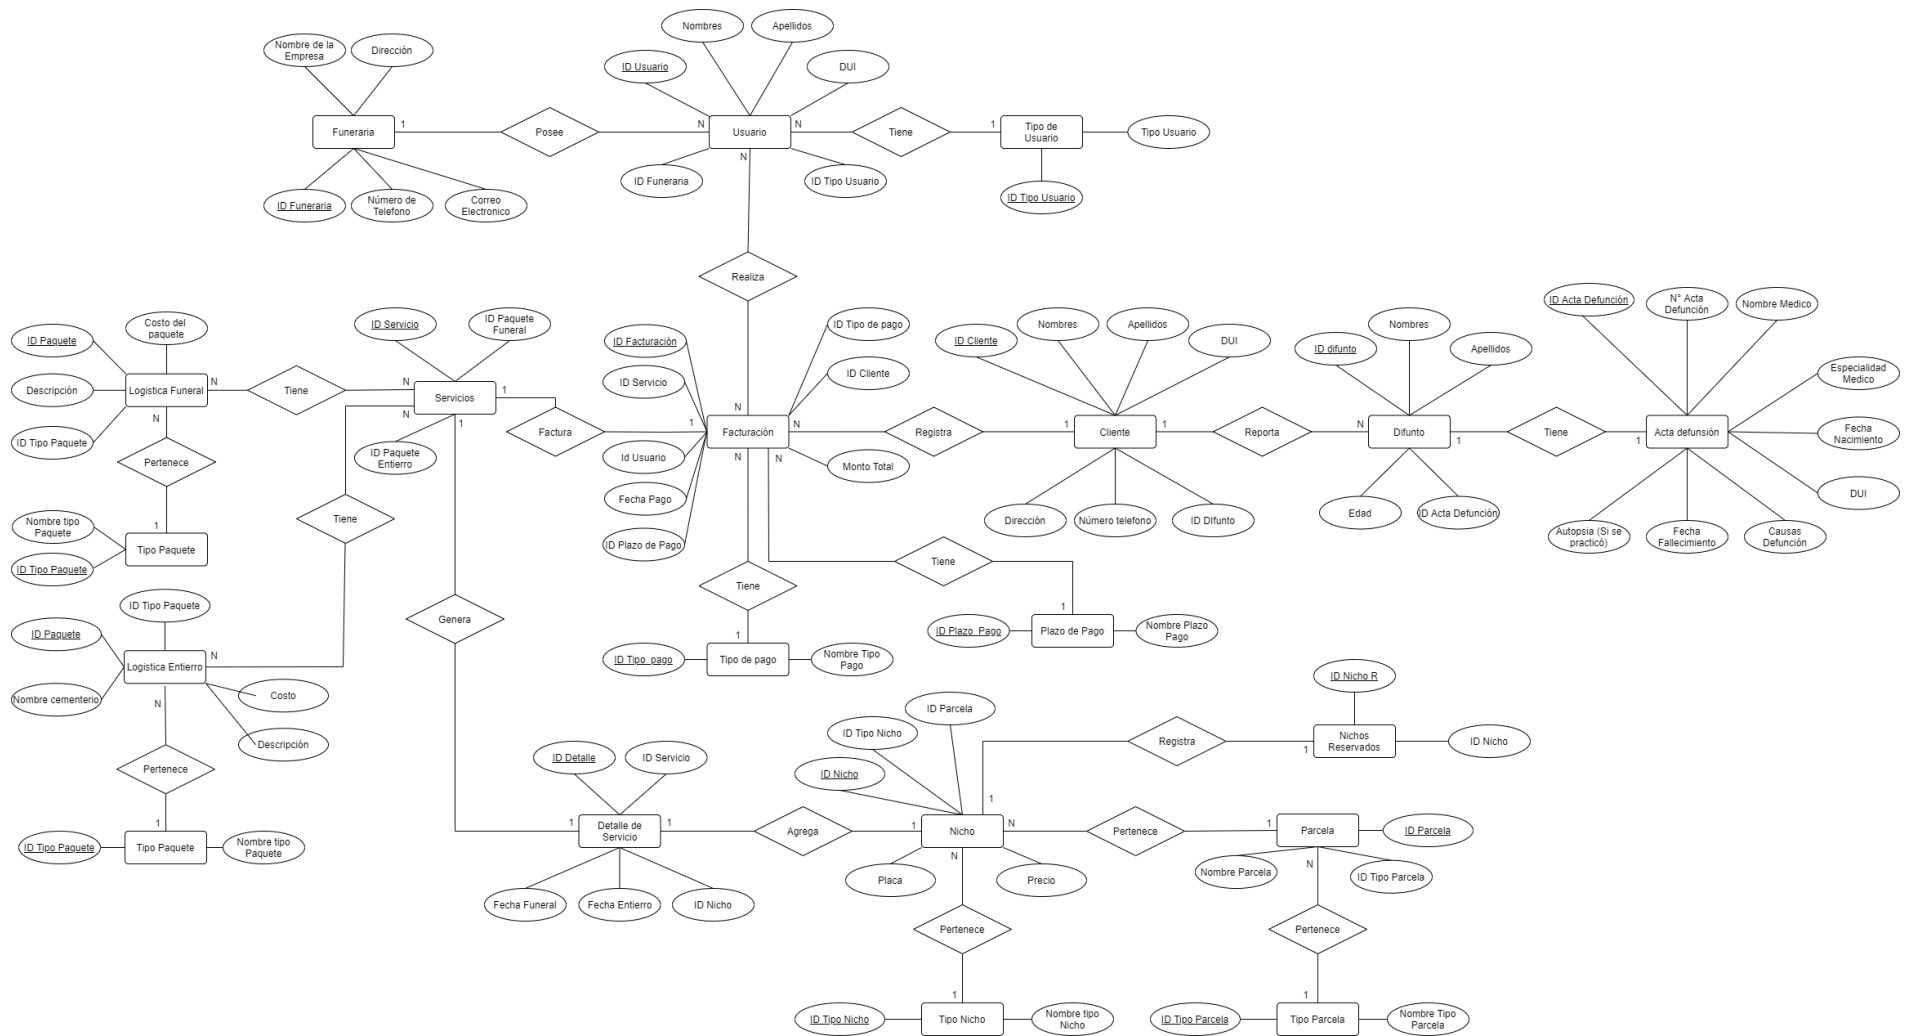 Nombres
Apellidos
Nombre de la
Empresa
Dirección
ID Usuario
DUI
Funeraria
1
Posee
N
Usuario
N
Tiene
1
Tipo de
Usuario
Tipo Usuario
N
ID Funeraria
ID Tipo Usuario
ID Funeraria
Número de
Telefono
Correo
Electronico
ID Tipo Usuario
Realiza
ID Paquete
Costo del
paquete
ID Servicio
ID Paquete
Funeral
Descripción
Logistica Funeral
N
Tiene
N
Servicios
1
N
1
ID Tipo Paquete
N
Pertenece
1
Nombre tipo
Paquete
Tipo Paquete
ID Tipo Paquete
ID Paquete
Entierro
Factura
Tiene
ID Facturación
ID Servicio
Id Usuario
Fecha Pago
ID Plazo de Pago
ID Tipo de pago
ID Cliente
N
1
Facturación
N
N
N
Monto Total
Registra
1
ID Cliente
Nombres
Apellidos
DUI
Cliente
1
Dirección
Número telefono
ID DIfunto
Reporta
N
ID difunto
Nombres
Apellidos
Difunto
1
Edad
ID Acta Defunción
Tiene
1
ID Acta Defunción
N° Acta
Defunción
Nombre Medico
Especialidad
Medico
Acta defunsión
Fecha
Nacimiento
DUI
Autopsia (Si se
practicó)
Fecha
Fallecimiento
Causas
Defunción
Tiene
Tiene
1
ID Plazo_Pago
Plazo de Pago
Nombre Plazo
Pago
1
ID Tipo_pago
Tipo de pago
Nombre Tipo
Pago
ID Tipo Paquete
ID Paquete
Logistica Entierro
N
Nombre cementerio
Costo
Descripción
N
Pertenece
1
ID Tipo Paquete
Tipo Paquete
Nombre tipo
Paquete
Genera
ID Detalle
ID Servicio
1
Detalle de
Servicio
1
Fecha Funeral
Fecha Entierro
ID Nicho
Agrega
1
ID Parcela
ID Tipo Nicho
ID Nicho
1
Nicho
N
N
Placa
Precio
Registra
1
ID Nicho R
Nichos
Reservados
ID Nicho
Pertenece
1
Parcela
ID Parcela
Nombre Parcela
N
ID Tipo Parcela
Pertenece
Pertenece
1
ID Tipo Nicho
Tipo Nicho
Nombre tipo
Nicho
1
ID Tipo Parcela
Tipo Parcela
Nombre Tipo
Parcela